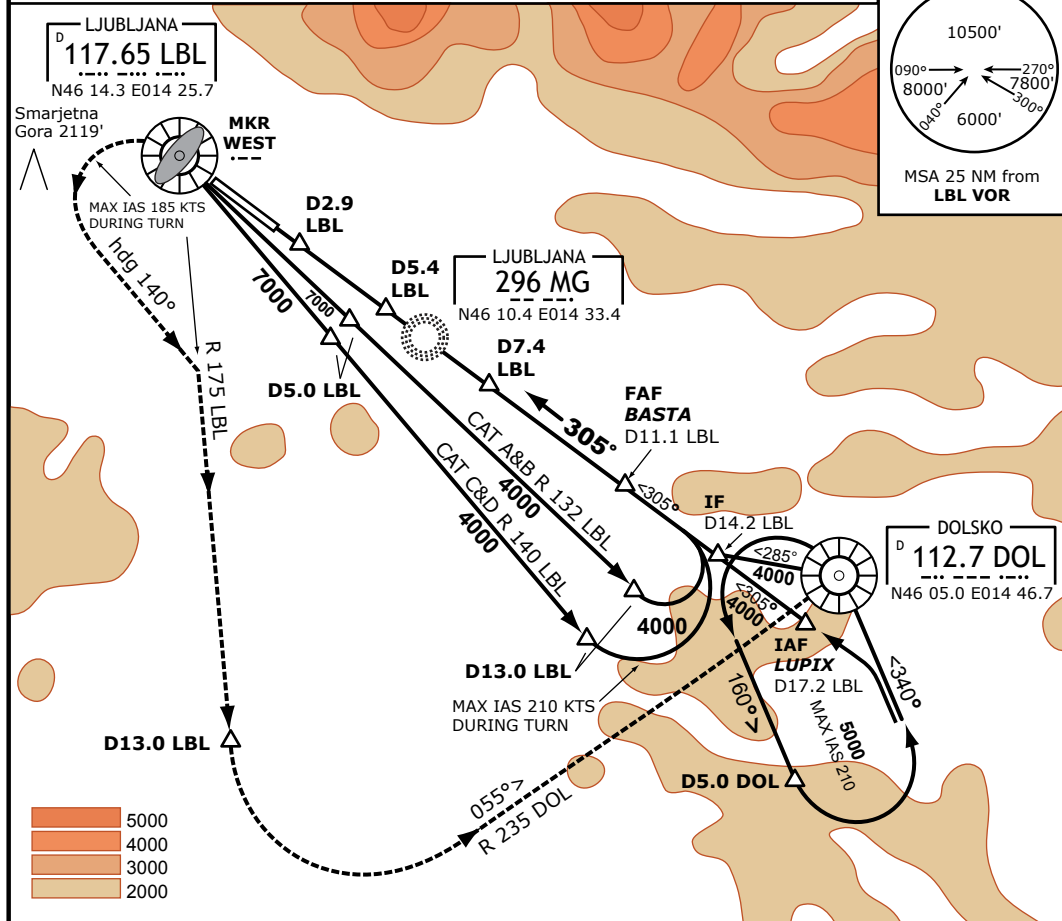 LJUBLJANA
D 117.65 LBL
N46 14.3 E014 25.7
Smarjetna
Gora 2119'
MKR
WEST
MAX IAS 185 KTS
DURING TURN
hdg 140°
R 175 LBL
D13.0 LBL
10500'
090°
270°
8000'
7800'
040°
300°
6000'
MSA 25 NM from
LBL VOR
D2.9
LBL
D5.4
LBL
LJUBLJANA
296 MG
N46 10.4 E014 33.4
D7.4
LBL
7000
7000
D5.0 LBL
FAF
BASTA
D11.1 LBL
305°
<305°
CAT A&B R 132 LBL
4000
CAT C&D R 140 LBL
4000
IF
D14.2 LBL
<285°
4000
<305°
4000
DOLSKO
D 112.7 DOL
N46 05.0 E014 46.7
4000
IAF
LUPIX
D17.2 LBL
D13.0 LBL
MAX IAS 210 KTS
DURING TURN
160°>
<340°
5000
MAX IAS 210
D5.0 DOL
055°>
R 235 DOL
5000
4000
3000
2000